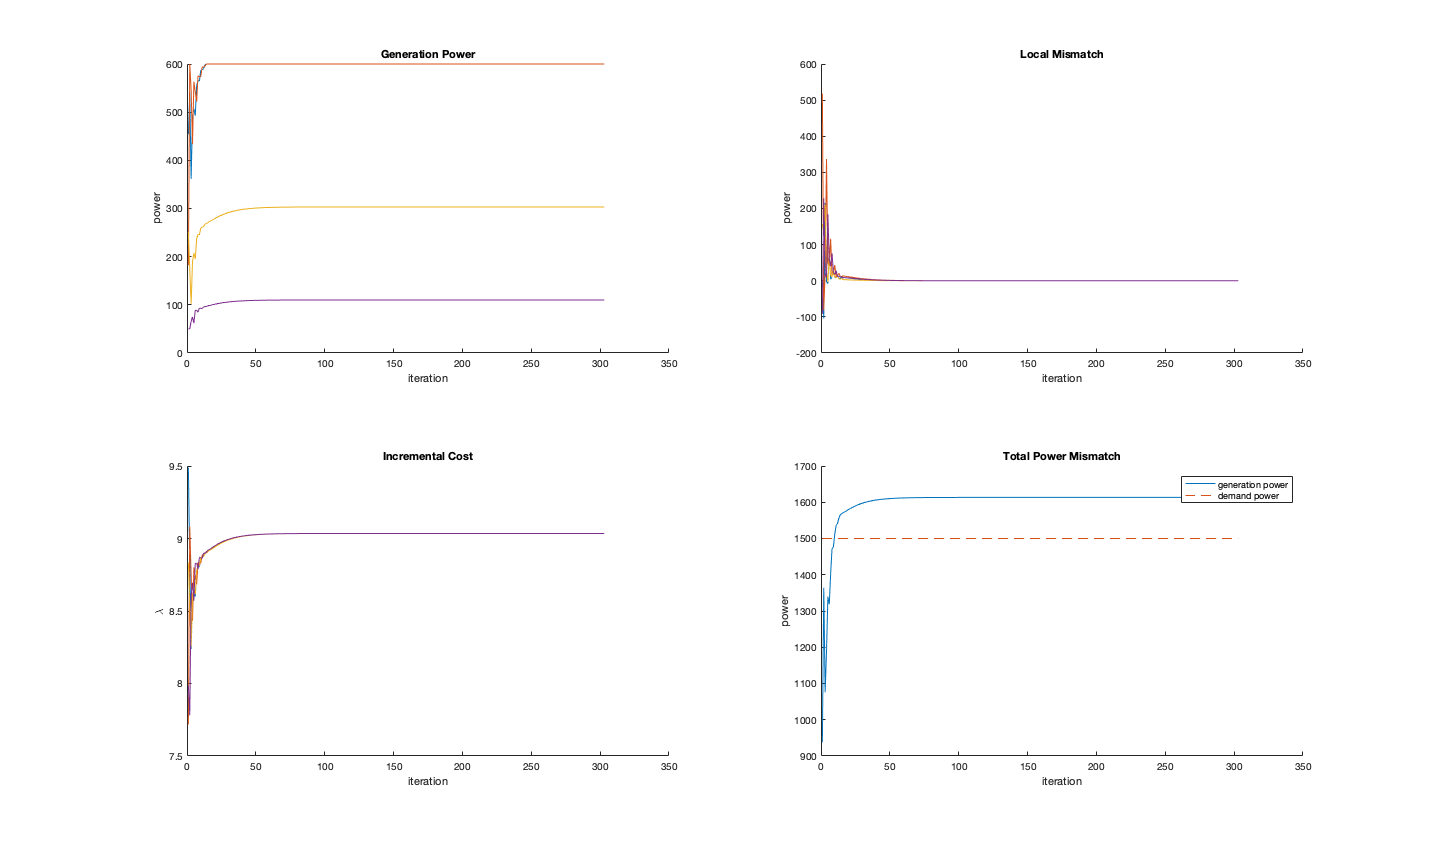 Generation Power
600
500
400
300
200
100
0
power
0 50 100 150 200 250 300 350
iteration
Local Mismatch
600
500
400
300
200
100
0
-100
-200
power
0 50 100 150 200 250 300 350
iteration
Incremental Cost
9.5
9
8.5
8
7.5
λ
0 50 100 150 200 250 300 350
iteration
Total Power Mismatch
1700
1600
1500
1400
1300
1200
1100
1000
900
power
0 50 100 150 200 250 300 350
iteration
generation power
demand power